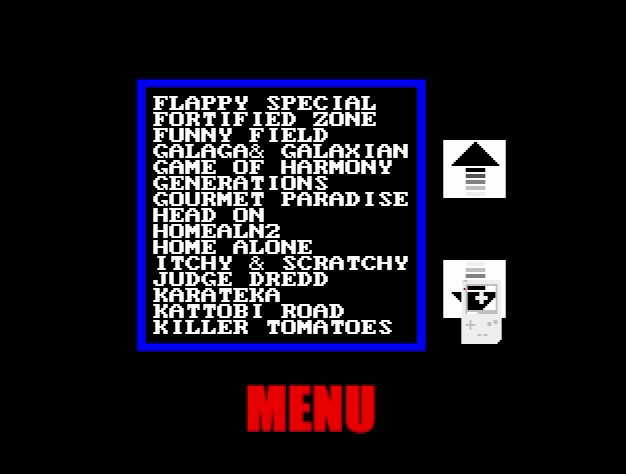 FLAPPY SPECIAL
FORTIFIED ZONE
FUNNY FIELD
GALAGA& GALAXIAN
GAME OF HARMONY
GENERATIONS
GOURMET PARADISE
HEAD ON
HOMEALN2
HOME ALONE
ITCHY & SCRATCHY
JUDGE DREDD
KARATEKA
KATTOBI ROAD
KILLER TOMATOES
MENU